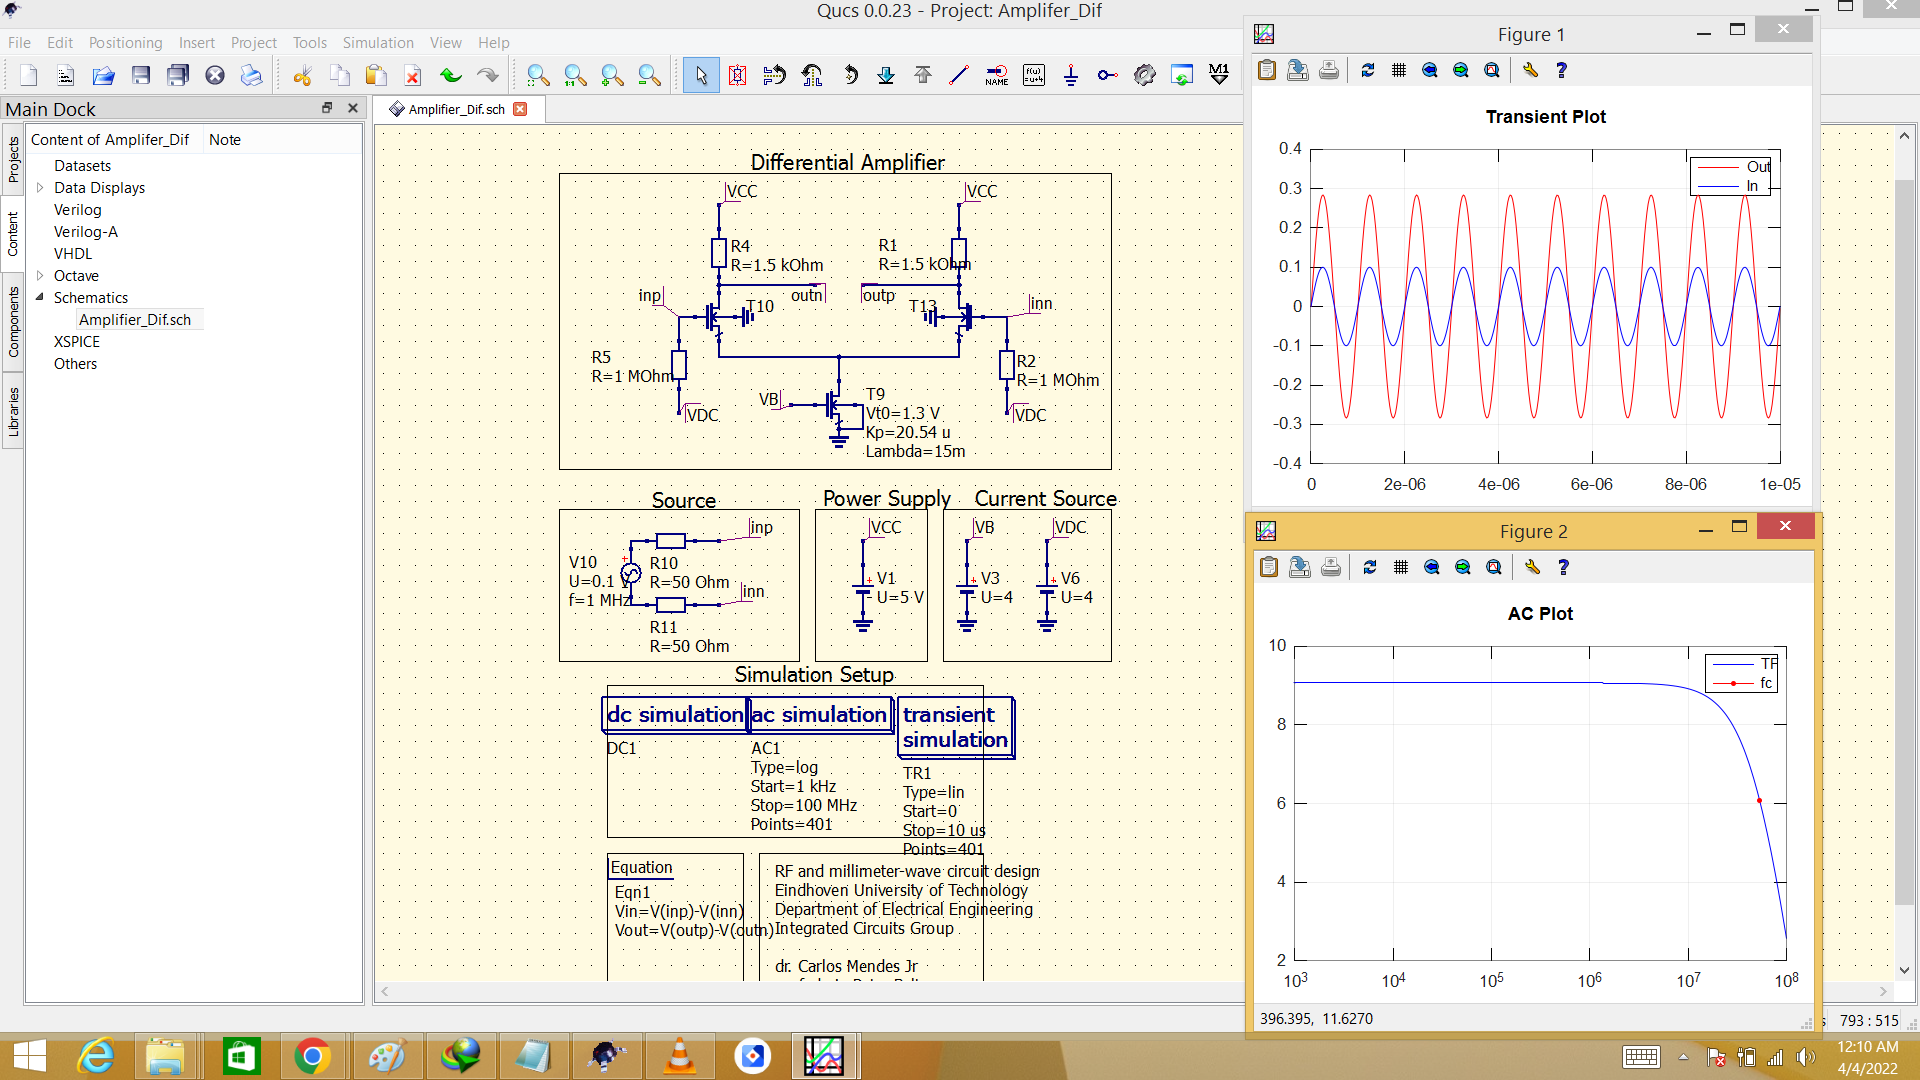 Qucs 0.0.23 - Project: Amplifer_Dif
File Edit Positioning Insert Project Tools Simulation View Help
NAME
M1
Main Dock
Projects
Content
Components
Libraries
Content of Amplifer_Dif Note
Datasets
Data Displays
Verilog
Verilog-A
VHDL
Octave
Schematics
Amplifier_Dif.sch
XSPICE
Others
Amplifier_Dif.sch
Differential Amplifier
VCC
VCC
R4
R=1.5 kOhm
R1
R=1.5 kOhm
inp
outn
outp
T10
T13
inn
R5
R=1 MOhm
R2
R=1 MOhm
VDC
VDC
VB
T9
Vt0=1.3 V
Kp=20.54 u
Lambda=15m
Source
inp
V10
U=0.1 V
f=1 MHz
R10
R=50 Ohm
inn
R11
R=50 Ohm
Power Supply
VCC
V1
U=5 V
Current Source
VB
VDC
V3
U=4
V6
U=4
Simulation Setup
dc simulation
DC1
ac simulation
AC1
Type=log
Start=1 kHz
Stop=100 MHz
Points=401
transient
simulation
TR1
Type=lin
Start=0
Stop=10 us
Points=401
Equation
Eqn1
Vin=V(inp)-V(inn)
Vout=V(outp)-V(outn)
RF and millimeter-wave circuit design
Eindhoven University of Technology
Department of Electrical Engineering
Integrated Circuits Group
dr. Carlos Mendes Jr
Figure 1
Transient Plot
Out
In
0.4
0.3
0.2
0.1
0
-0.1
-0.2
-0.3
-0.4
0 2e-06 4e-06 6e-06 8e-06 1e-05
Figure 2
AC Plot
TF
fc
10
8
6
4
2
10^3 10^4 10^5 10^6 10^7 10^8
396.395, 11.6270
793 : 515
12:10 AM
4/4/2022